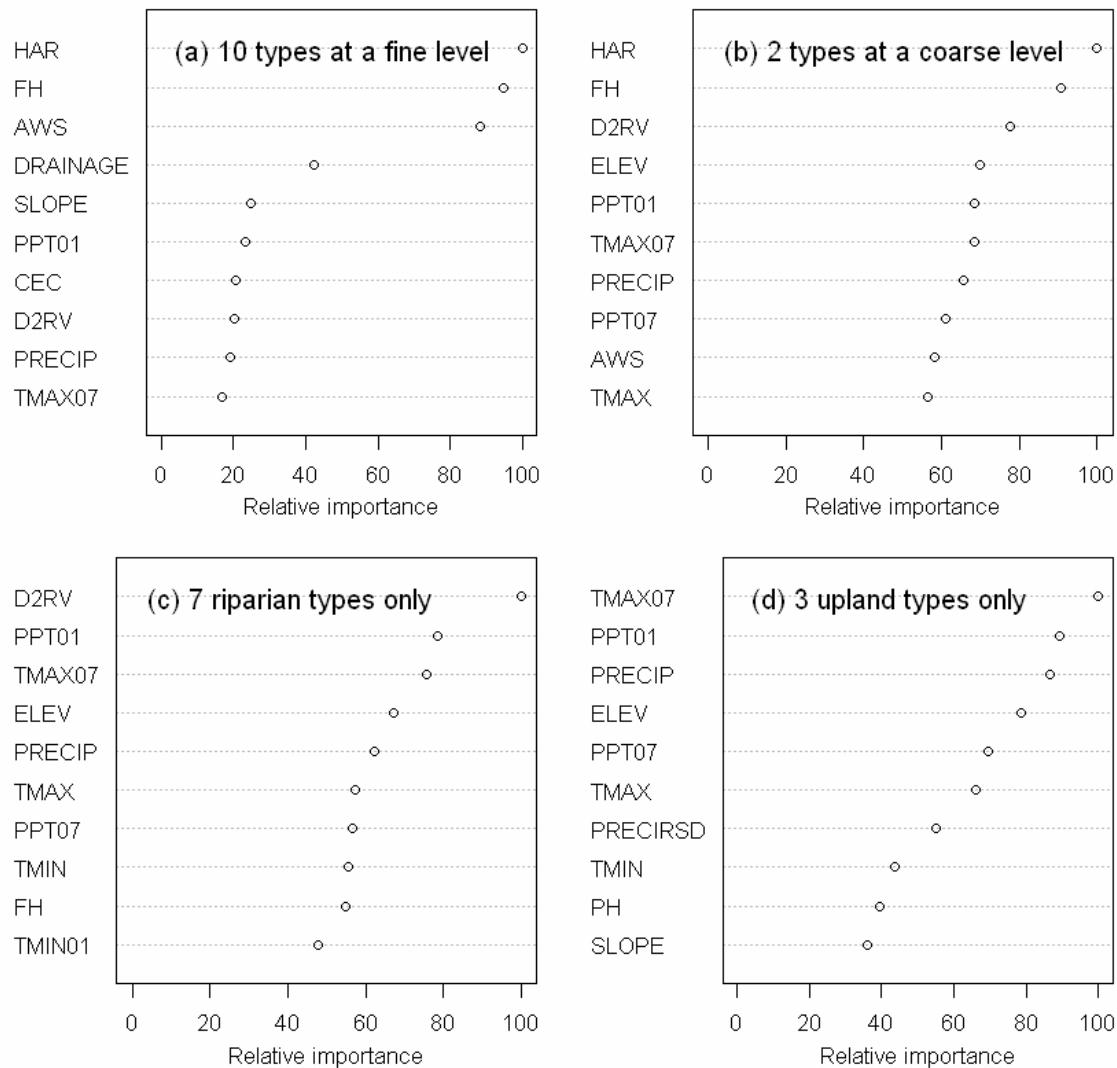 (a) 10 types at a fine level
HAR
FH
AWS
DRAINAGE
SLOPE
PPT01
CEC
D2RV
PRECIP
TMAX07
0 20 40 60 80 100
Relative importance
(b) 2 types at a coarse level
HAR
FH
D2RV
ELEV
PPT01
TMAX07
PRECIP
PPT07
AWS
TMAX
0 20 40 60 80 100
Relative importance
(c) 7 riparian types only
D2RV
PPT01
TMAX07
ELEV
PRECIP
TMAX
PPT07
TMIN
FH
TMIN01
0 20 40 60 80 100
Relative importance
(d) 3 upland types only
TMAX07
PPT01
PRECIP
ELEV
PPT07
TMAX
PRECIRSD
TMIN
PH
SLOPE
0 20 40 60 80 100
Relative importance